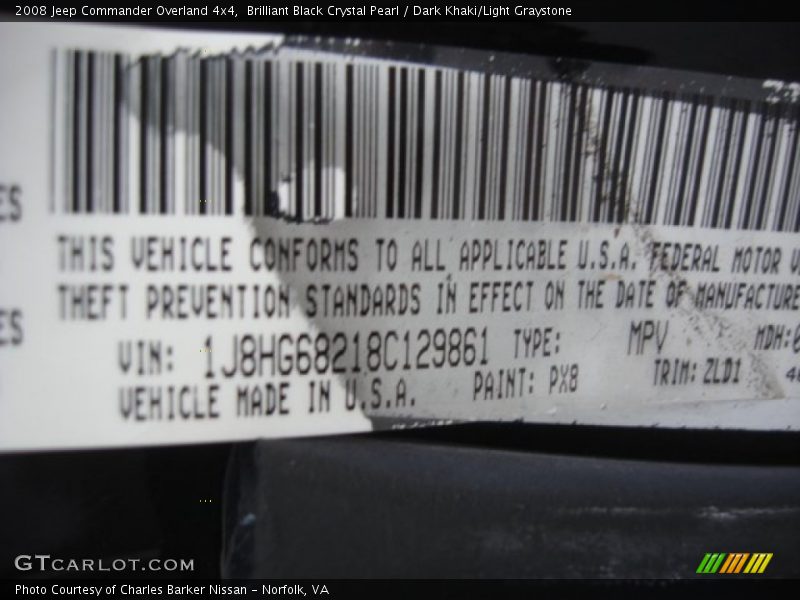 2008 Jeep Commander Overland 4x4,  Brilliant Black Crystal Pearl / Dark Khaki/Light Graystone
ES
THIS VEHICLE CONFORMS TO ALL APPLICABLE U.S.A. FEDERAL MOTOR V
THEFT PREVENTION STANDARDS IN EFFECT ON THE DATE OF MANUFACTURE
ES
VIN: 1J8HG68218C129861 TYPE: MPV MDH:0
VEHICLE MADE IN U.S.A. PAINT: PX8 TRIM: ZLD1
GTCARLOT.COM
Photo Courtesy of Charles Barker Nissan – Norfolk, VA